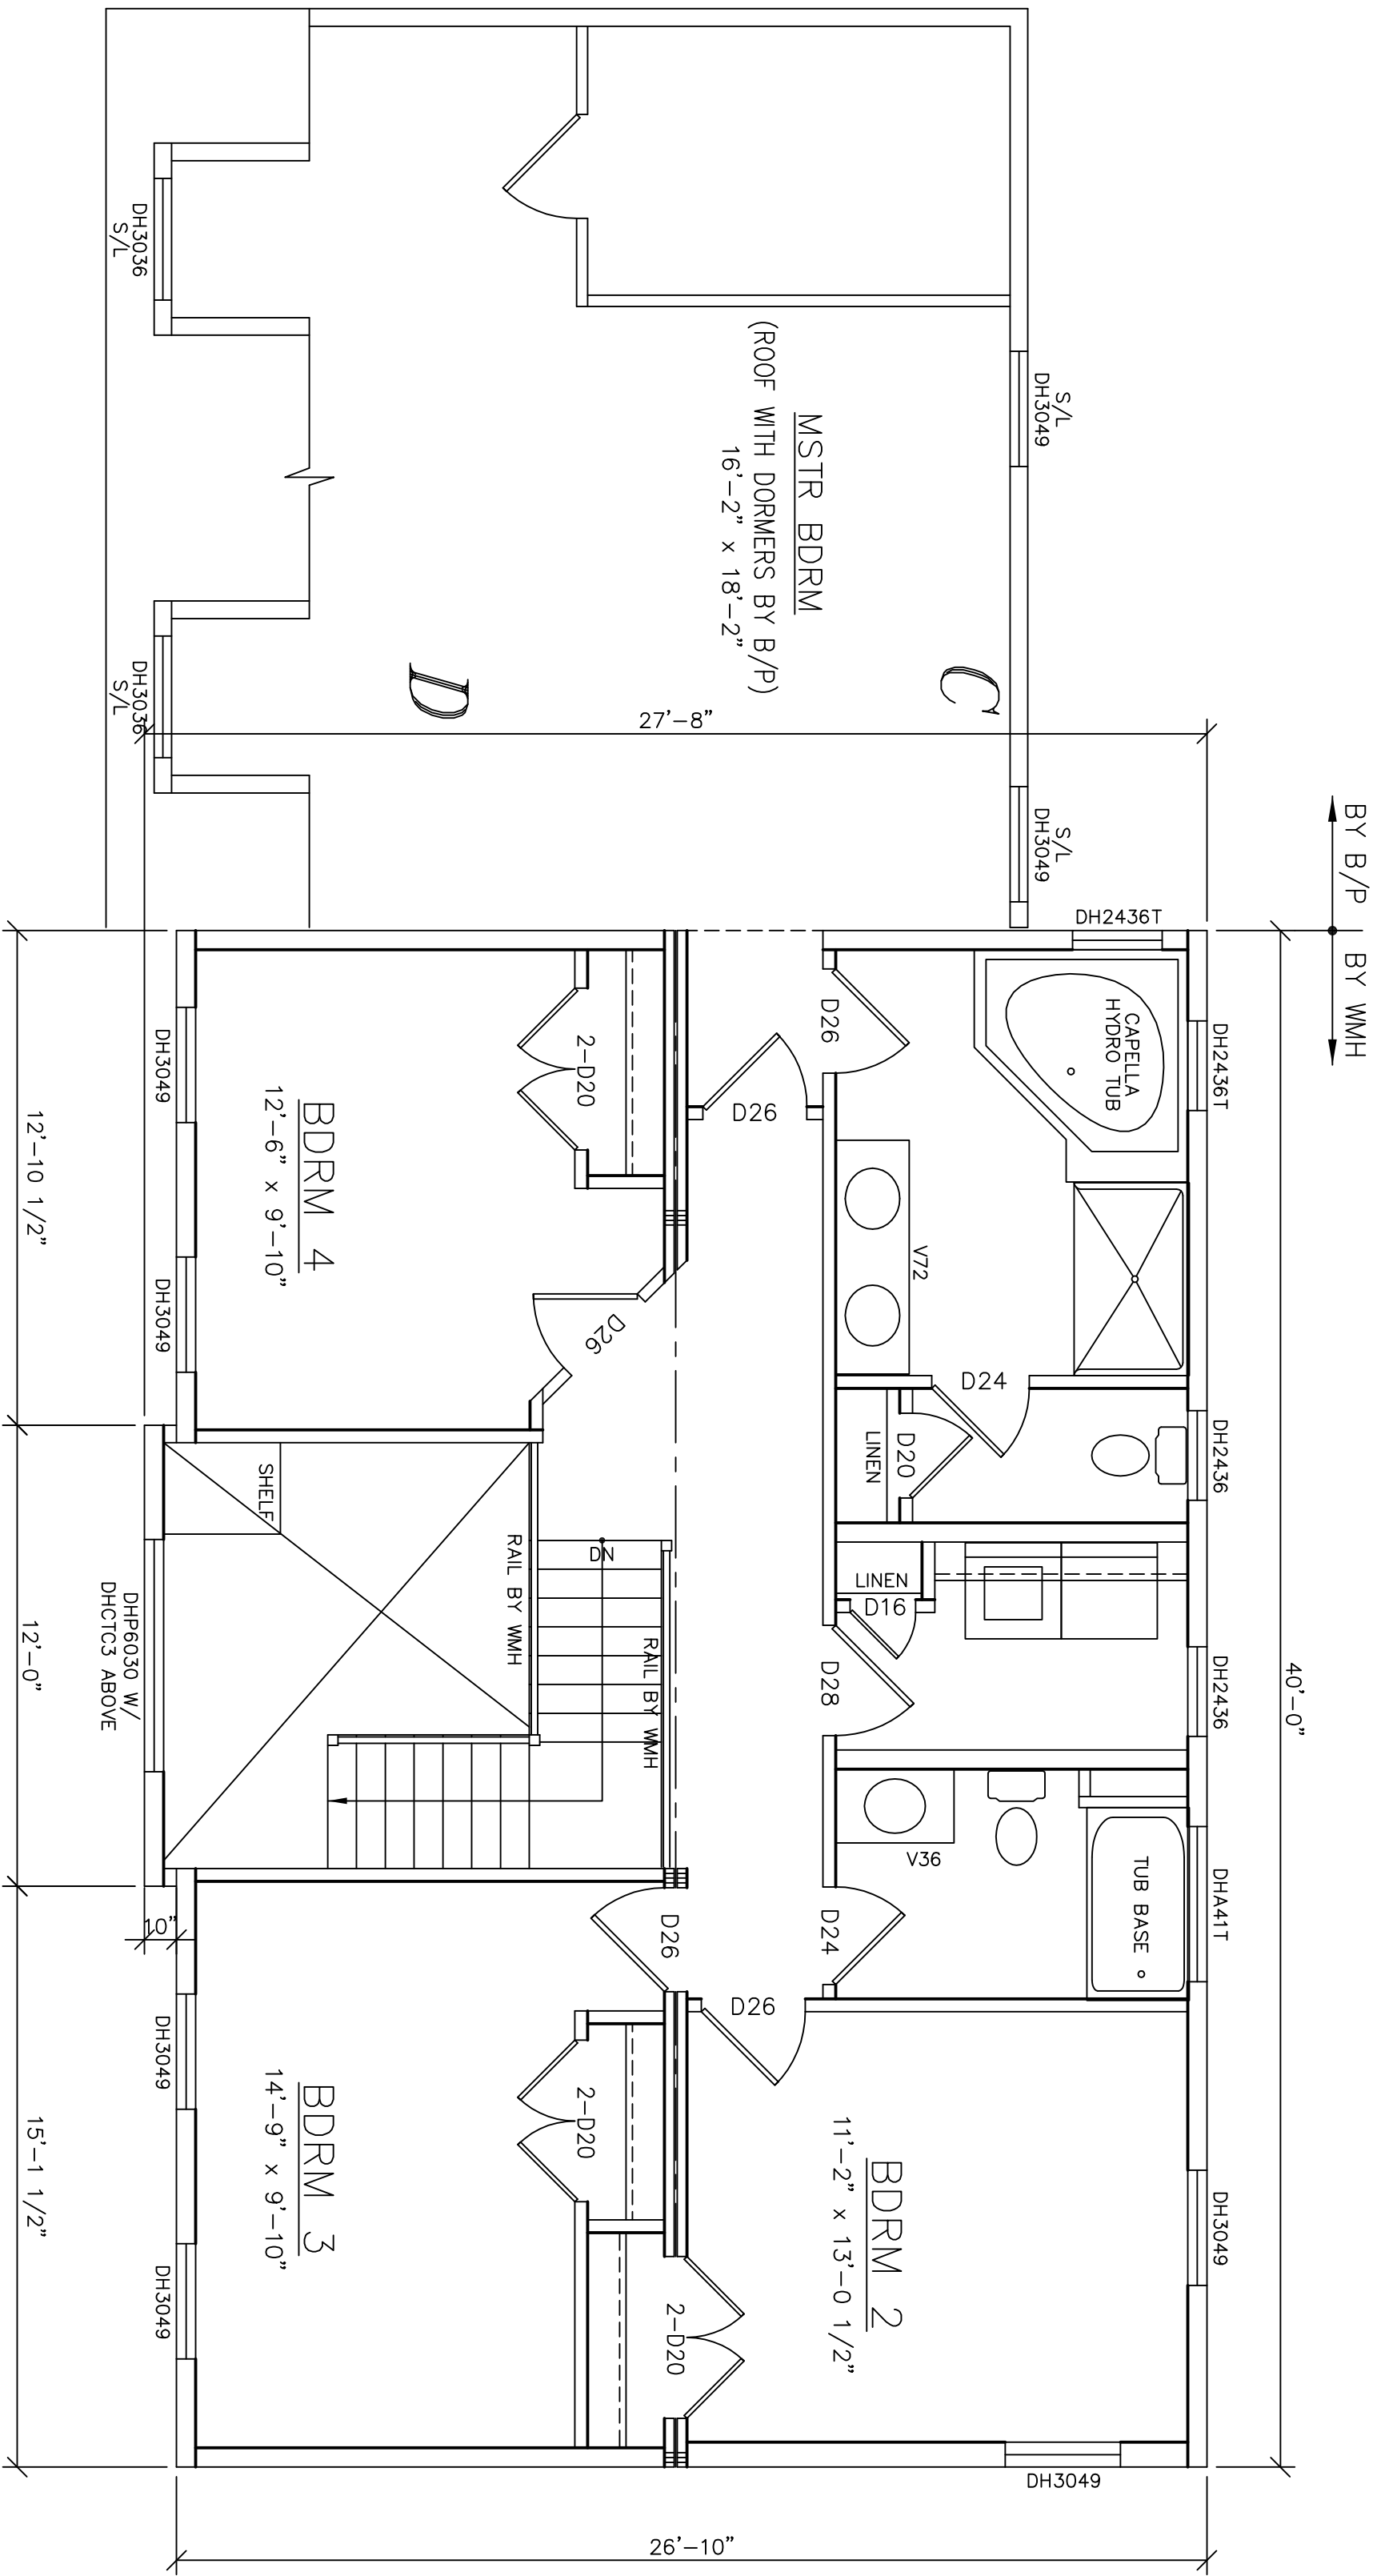 BY B/P
BY WMH
40'-0"
DH2436T
DH2436T
DH2436
DH2436
DHA41T
DH3049
S/L
DH3049
S/L
DH3049
CAPELLA
HYDRO TUB
TUB BASE
MSTR BDRM
(ROOF WITH DORMERS BY B/P)
16'-2" x 18'-2"
C
D
27'-8"
V72
D24
D20
LINEN
LINEN
D16
V36
D26
D28
D24
D26
D26
D26
BDRM 2
11'-2" x 13'-0 1/2"
DH3049
2-D20
2-D20
2-D20
D26
DN
RAIL BY WMH
RAIL BY WMH
BDRM 4
12'-6" x 9'-10"
SHELF
BDRM 3
14'-9" x 9'-10"
DH3036
S/L
DH3036
S/L
DH3049
DH3049
DHP6030 W/
DHCTC3 ABOVE
10"
DH3049
DH3049
12'-10 1/2"
12'-0"
15'-1 1/2"
26'-10"